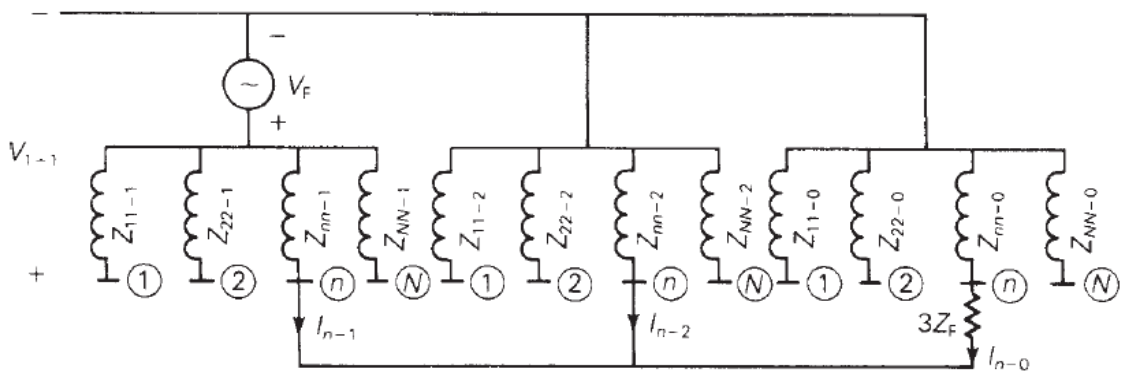 −
−
~ V_F
+
V_{1−1}
Z_{11−1} Z_{22−1} Z_{nn−1} Z_{NN−1} Z_{11−2} Z_{22−2} Z_{nn−2} Z_{NN−2} Z_{11−0} Z_{22−0} Z_{nn−0} Z_{NN−0}
+ 1 2 n N 1 2 n N 1 2 n N
I_{n−1} I_{n−2} 3Z_F I_{n−0}